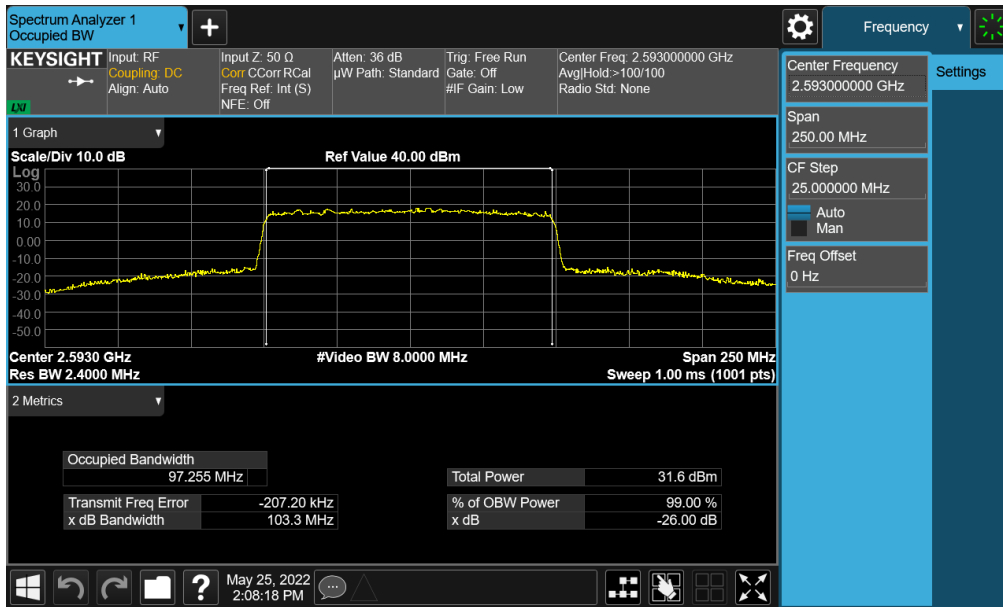 Spectrum Analyzer 1
Occupied BW
Frequency
KEYSIGHT
LXI
Input: RF
Coupling: DC
Align: Auto
Input Z: 50 Ω
Corr CCorr RCal
Freq Ref: Int (S)
NFE: Off
Atten: 36 dB
µW Path: Standard
Trig: Free Run
Gate: Off
#IF Gain: Low
Center Freq: 2.593000000 GHz
Avg|Hold:>100/100
Radio Std: None
Center Frequency
2.593000000 GHz
Settings
Span
250.00 MHz
CF Step
25.000000 MHz
Auto
Man
Freq Offset
0 Hz
1 Graph
Scale/Div 10.0 dB
Ref Value 40.00 dBm
Log
30.0
20.0
10.0
0.00
-10.0
-20.0
-30.0
-40.0
-50.0
Center 2.5930 GHz
#Video BW 8.0000 MHz
Span 250 MHz
Res BW 2.4000 MHz
Sweep 1.00 ms (1001 pts)
2 Metrics
Occupied Bandwidth
97.255 MHz
Total Power 31.6 dBm
Transmit Freq Error -207.20 kHz
% of OBW Power 99.00 %
x dB Bandwidth 103.3 MHz
x dB -26.00 dB
?
May 25, 2022
2:08:18 PM